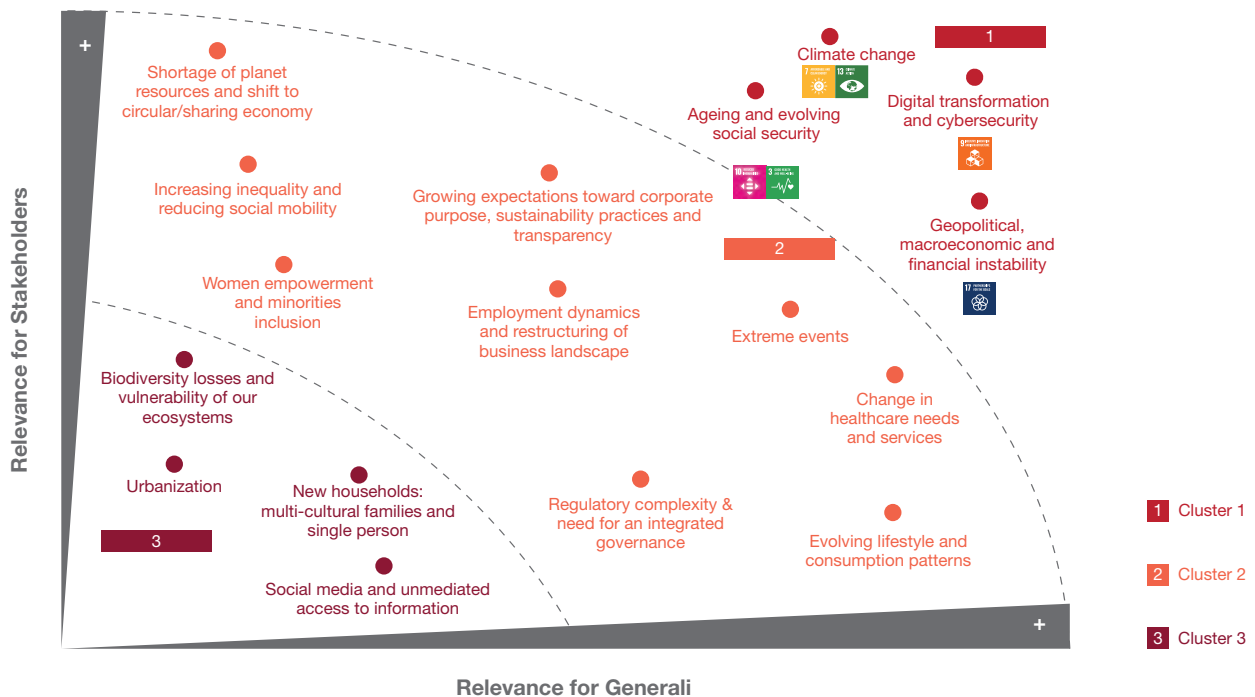 +
Shortage of planet
resources and shift to
circular/sharing economy
Climate change
7
13
1
Ageing and evolving
social security
10
3
Digital transformation
and cybersecurity
9
Increasing inequality and
reducing social mobility
Growing expectations toward corporate
purpose, sustainability practices and
transparency
Geopolitical,
macroeconomic and
financial instability
17
2
Women empowerment
and minorities
inclusion
Employment dynamics
and restructuring of
business landscape
Extreme events
Biodiversity losses and
vulnerability of our
ecosystems
Change in
healthcare needs
and services
Urbanization
New households:
multi-cultural families and
single person
Regulatory complexity &
need for an integrated
governance
3
Evolving lifestyle and
consumption patterns
Social media and unmediated
access to information
+
Relevance for Stakeholders
Relevance for Generali
1 Cluster 1
2 Cluster 2
3 Cluster 3